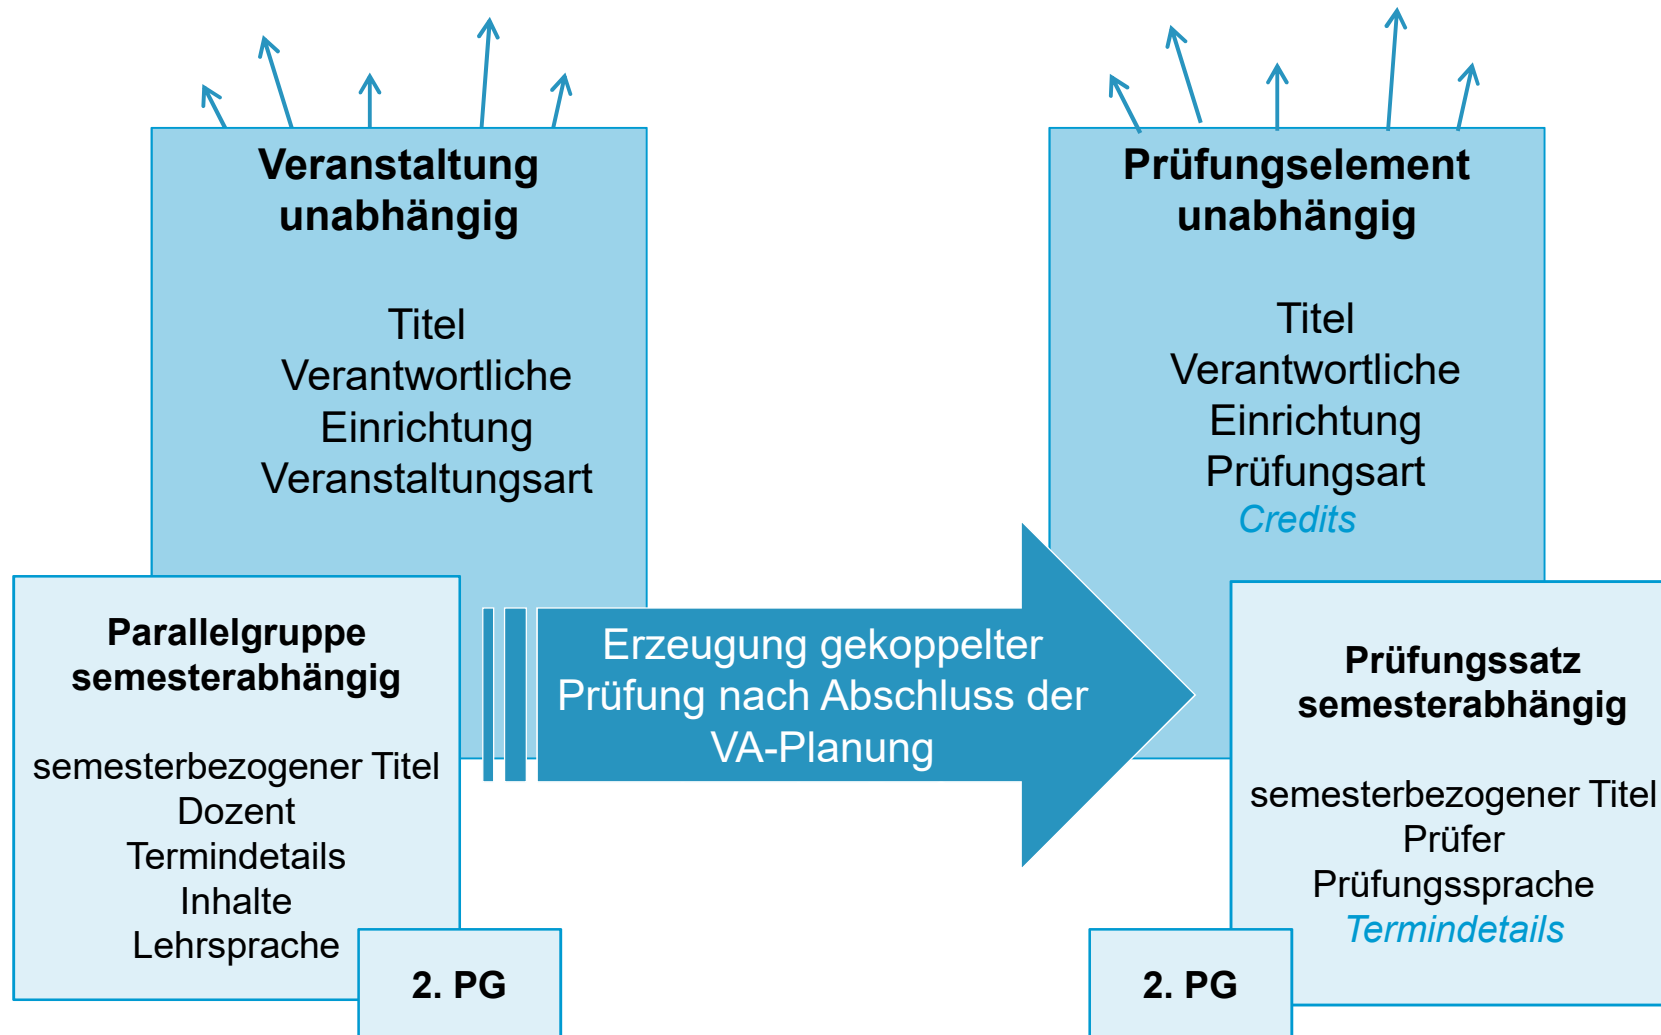 Veranstaltung
unabhängig
Titel
Verantwortliche
Einrichtung
Veranstaltungsart
Parallelgruppe
semesterabhängig
semesterbezogener Titel
Dozent
Termindetails
Inhalte
Lehrsprache
2. PG
Erzeugung gekoppelter
Prüfung nach Abschluss der
VA-Planung
Prüfungselement
unabhängig
Titel
Verantwortliche
Einrichtung
Prüfungsart
Credits
Prüfungssatz
semesterabhängig
semesterbezogener Titel
Prüfer
Prüfungssprache
Termindetails
2. PG